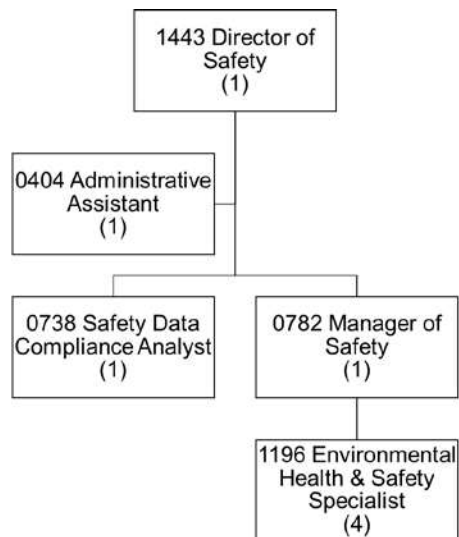 1443 Director of
Safety
(1)
0404 Administrative
Assistant
(1)
0738 Safety Data
Compliance Analyst
(1)
0782 Manager of
Safety
(1)
1196 Environmental
Health & Safety
Specialist
(4)